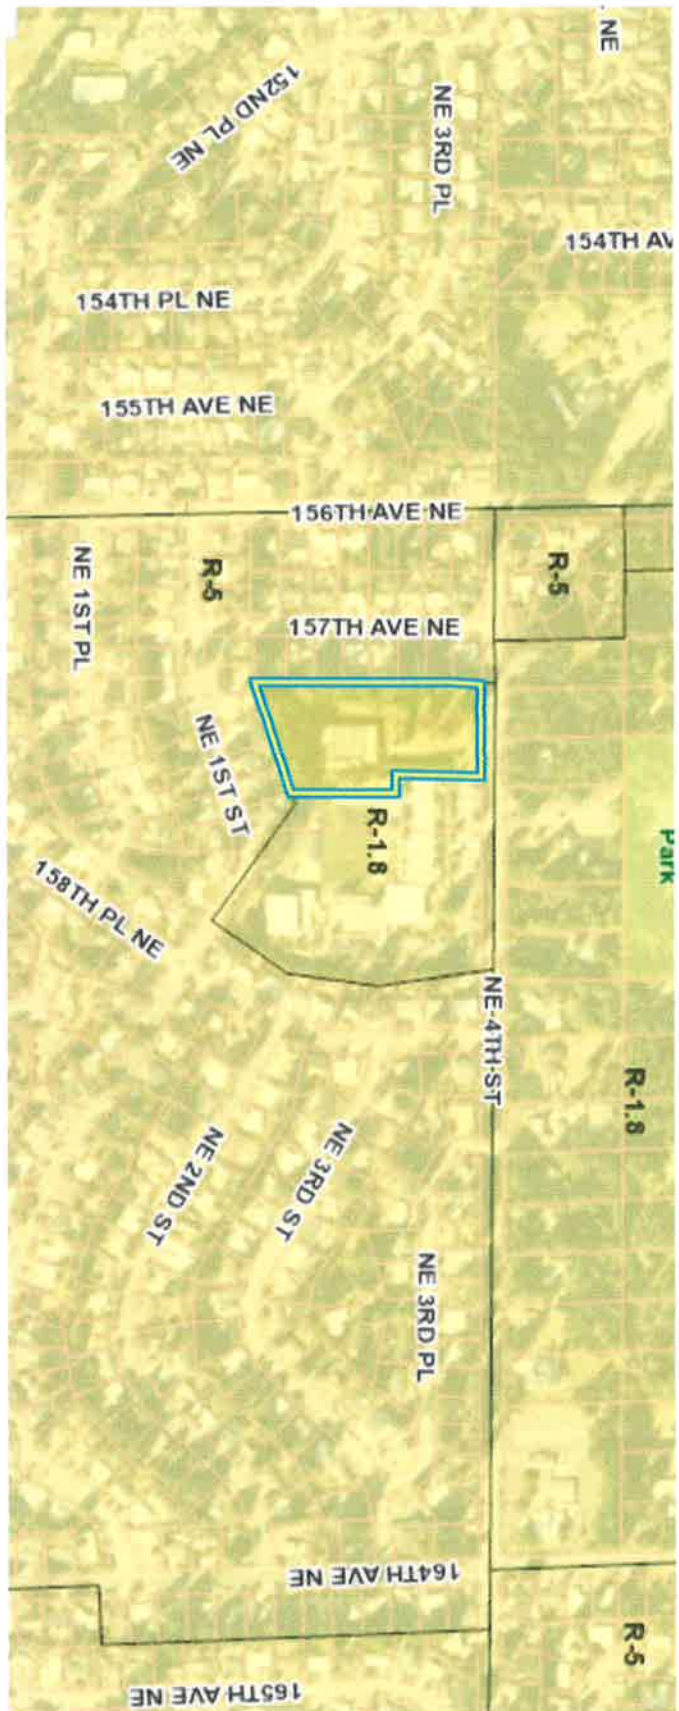 NE
152ND PL NE
NE 3RD PL
154TH AV
154TH PL NE
155TH AVE NE
156TH AVE NE
NE 1ST PL
R-5
R-5
157TH AVE NE
NE 1ST ST
R-1.8
Park
158TH PL NE
NE 4TH ST
R-1.8
NE 2ND ST
NE 3RD ST
NE 3RD PL
164TH AVE NE
R-5
165TH AVE NE